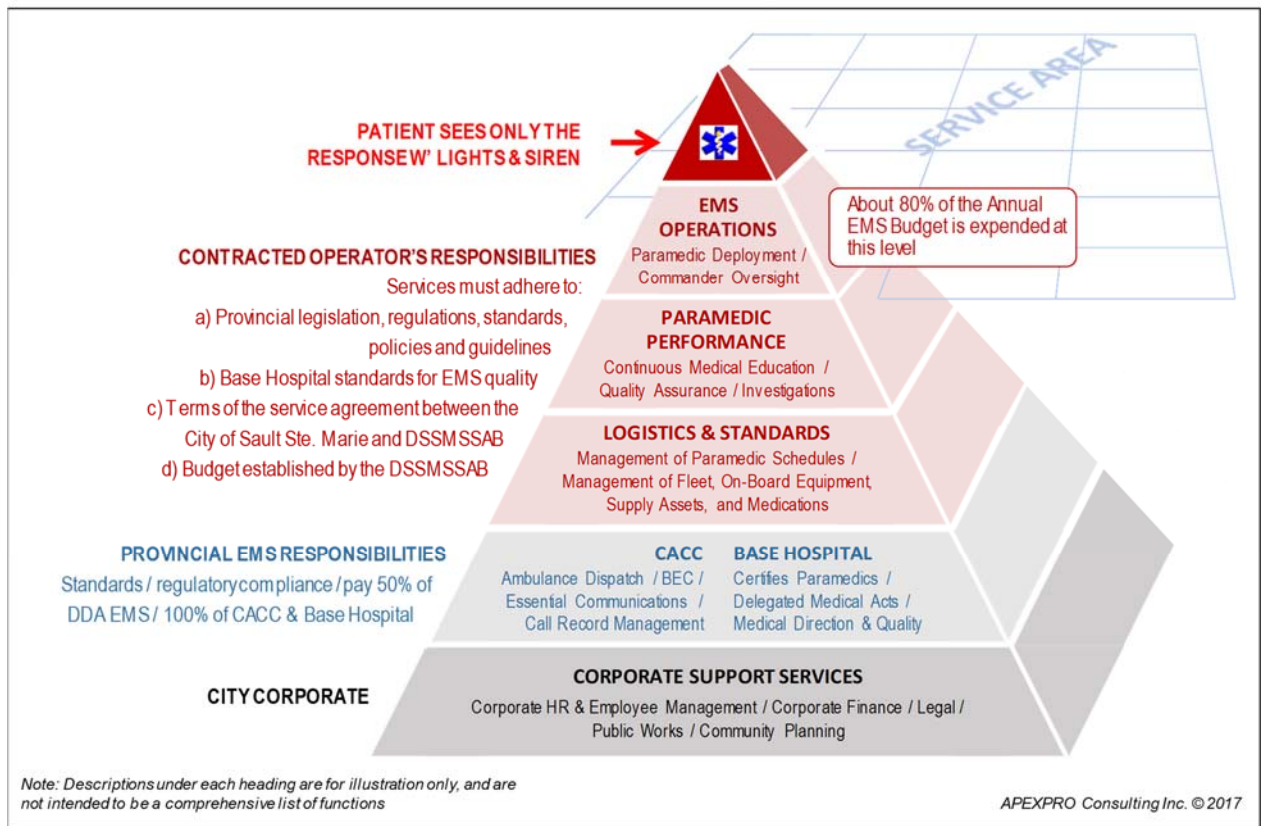 SERVICE AREA
PATIENT SEES ONLY THE
RESPONSEW' LIGHTS & SIREN
About 80% of the Annual
EMS Budget is expended at
this level
EMS
OPERATIONS
Paramedic Deployment /
Commander Oversight
CONTRACTED OPERATOR'S RESPONSIBILITIES
Services must adhere to:
a) Provincial legislation, regulations, standards,
policies and guidelines
b) Base Hospital standards for EMS quality
c) Terms of the service agreement between the
City of Sault Ste. Marie and DSSMSSAB
d) Budget established by the DSSMSSAB
PARAMEDIC
PERFORMANCE
Continuous Medical Education /
Quality Assurance / Investigations
LOGISTICS & STANDARDS
Management of Paramedic Schedules /
Management of Fleet, On-Board Equipment,
Supply Assets, and Medications
PROVINCIAL EMS RESPONSIBILITIES
Standards / regulatory compliance / pay 50% of
DDA EMS / 100% of CACC & Base Hospital
CACC
Ambulance Dispatch / BEC /
Essential Communications /
Call Record Management
BASE HOSPITAL
Certifies Paramedics /
Delegated Medical Acts /
Medical Direction & Quality
CITY CORPORATE
CORPORATE SUPPORT SERVICES
Corporate HR & Employee Management / Corporate Finance / Legal /
Public Works / Community Planning
Note: Descriptions under each heading are for illustration only, and are
not intended to be a comprehensive list of functions
APEXPRO Consulting Inc. © 2017